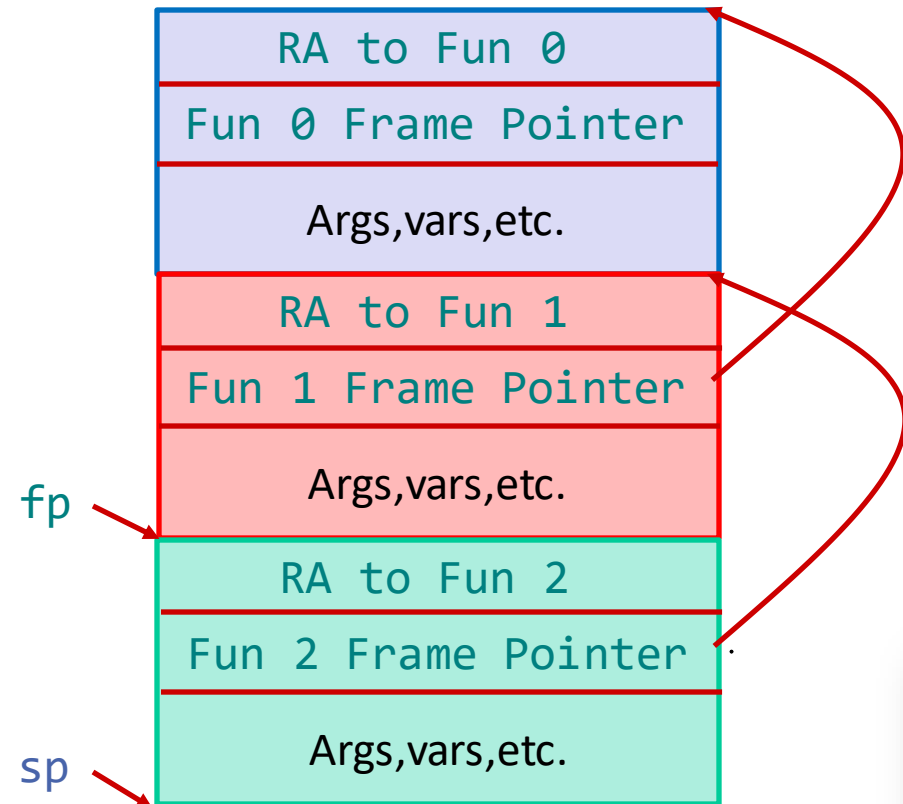 RA to Fun 0
Fun 0 Frame Pointer
Args,vars,etc.
RA to Fun 1
Fun 1 Frame Pointer
Args,vars,etc.
fp
RA to Fun 2
Fun 2 Frame Pointer
.
Args,vars,etc.
sp